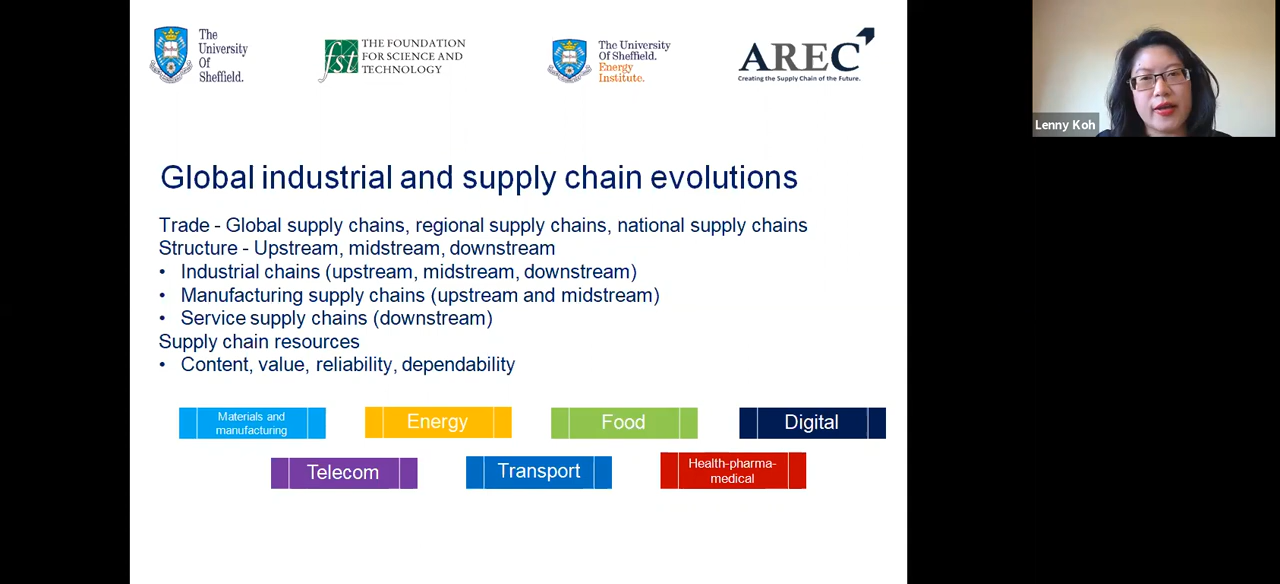 The
University
Of
Sheffield.
fst
THE FOUNDATION
FOR SCIENCE AND
TECHNOLOGY
The University
Of Sheffield.
Energy
Institute.
AREC
Creating the Supply Chain of the Future.
Lenny Koh
Global industrial and supply chain evolutions
Trade - Global supply chains, regional supply chains, national supply chains
Structure - Upstream, midstream, downstream
• Industrial chains (upstream, midstream, downstream)
• Manufacturing supply chains (upstream and midstream)
• Service supply chains (downstream)
Supply chain resources
• Content, value, reliability, dependability
Materials and
manufacturing
Energy
Food
Digital
Telecom
Transport
Health-pharma-
medical